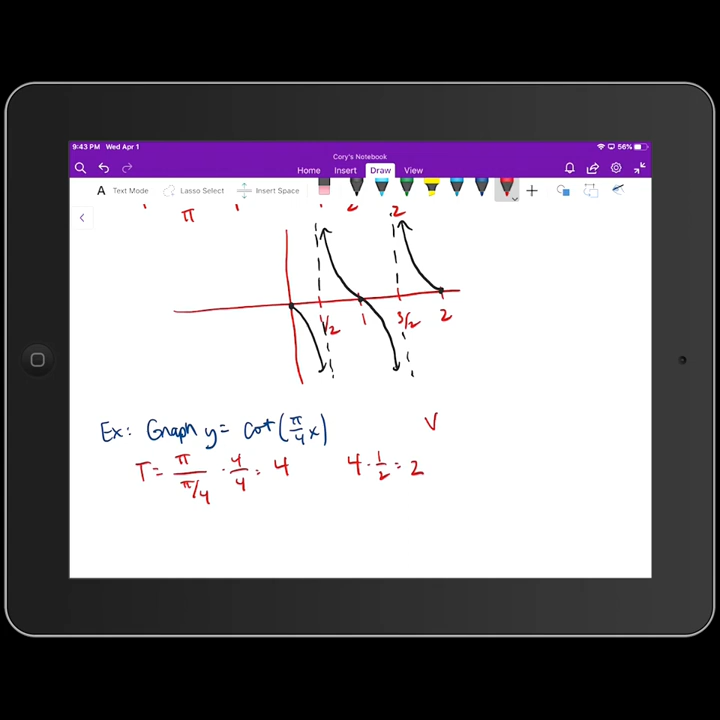 9:43 PM Wed Apr 1
56%
Cory's Notebook
Home Insert Draw View
A Text Mode Lasso Select Insert Space
π 2 .2
1/2 1 3/2 2
Ex: Graph y = cot(π/4 x) V
T = π/(π/4) · 4/4 = 4 4 · 1/2 = 2